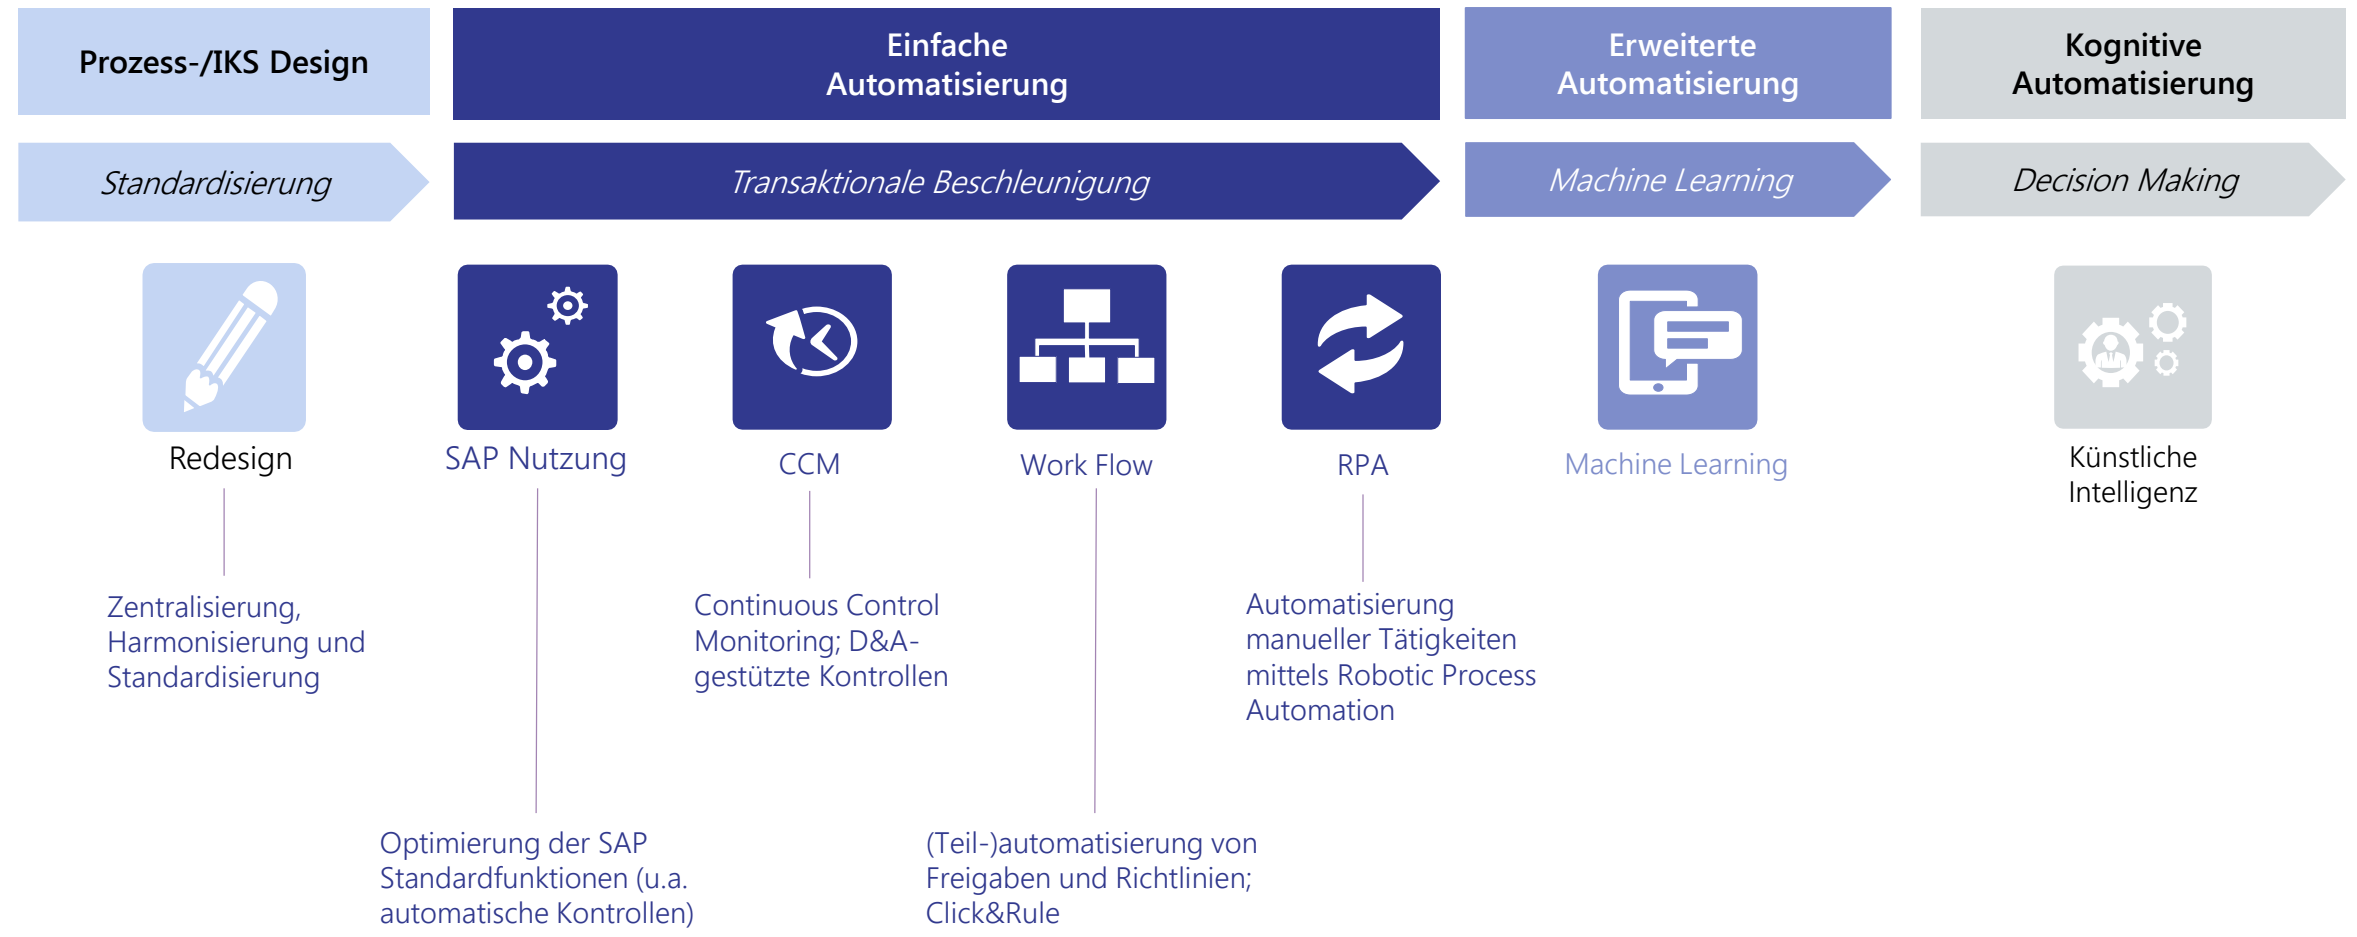 Prozess-/IKS Design
Einfache
Automatisierung
Erweiterte
Automatisierung
Kognitive
Automatisierung
Standardisierung
Transaktionale Beschleunigung
Machine Learning
Decision Making
Redesign
SAP Nutzung
CCM
Work Flow
RPA
Machine Learning
Künstliche
Intelligenz
Zentralisierung,
Harmonisierung und
Standardisierung
Continuous Control
Monitoring; D&A-
gestützte Kontrollen
Automatisierung
manueller Tätigkeiten
mittels Robotic Process
Automation
Optimierung der SAP
Standardfunktionen (u.a.
automatische Kontrollen)
(Teil-)automatisierung von
Freigaben und Richtlinien;
Click&Rule